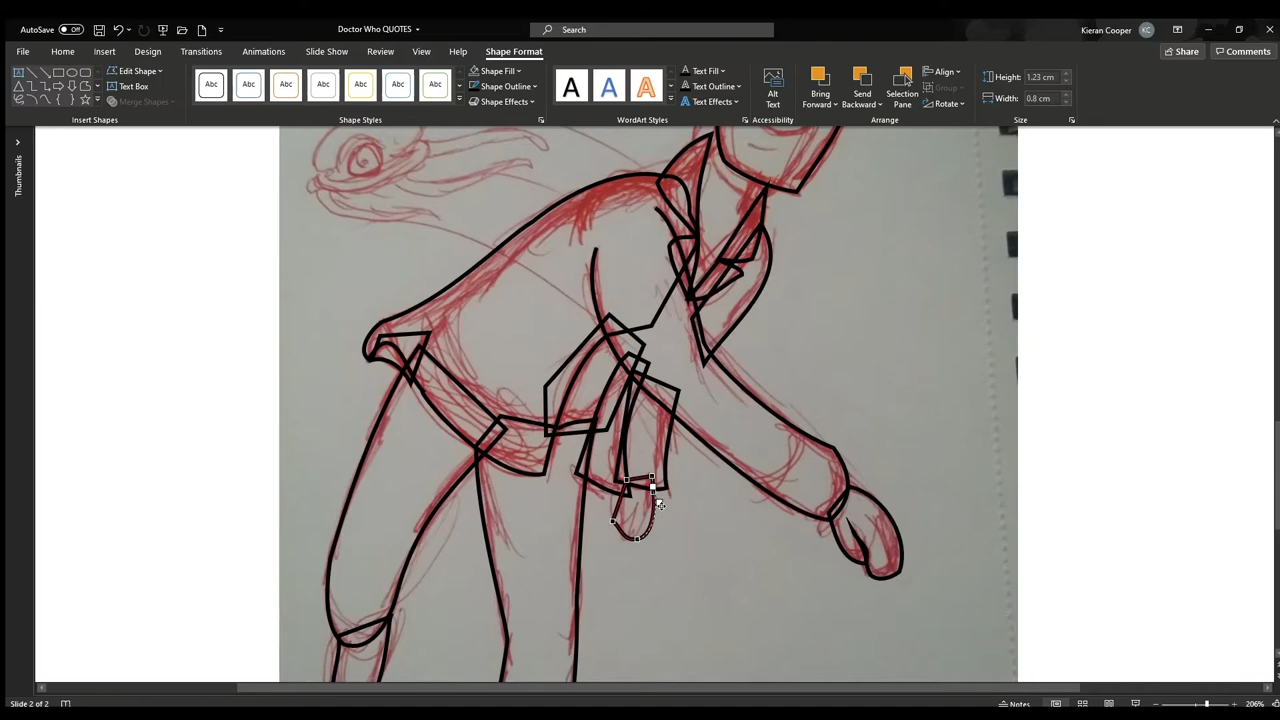 AutoSave Off Doctor Who QUOTES Search Kieran Cooper KC
File Home Insert Design Transitions Animations Slide Show Review View Help Shape Format Share Comments
Edit Shape Abc Abc Abc Abc Abc Abc Abc Shape Fill A A A Text Fill Align Height: 1.23 cm
Text Box Shape Outline Text Outline Group Width: 0.8 cm
Merge Shapes Shape Effects Text Effects Alt Text Bring Forward Send Backward Selection Pane Rotate
Insert Shapes Shape Styles WordArt Styles Accessibility Arrange Size
Thumbnails
Slide 2 of 2 Notes 206%